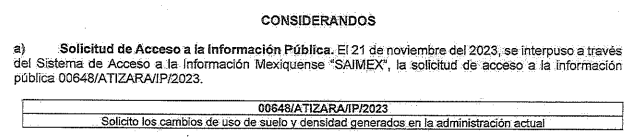 CONSIDERANDOS
a) Solicitud de Acceso a la Información Pública. El 21 de noviembre del 2023, se interpuso a través
del Sistema de Acceso a la Información Mexiquense "SAIMEX", la solicitud de acceso a la información
pública 00648/ATIZARA/IP/2023.
00648/ATIZARA/IP/2023
Solicito los cambios de uso de suelo y densidad generados en la administración actual